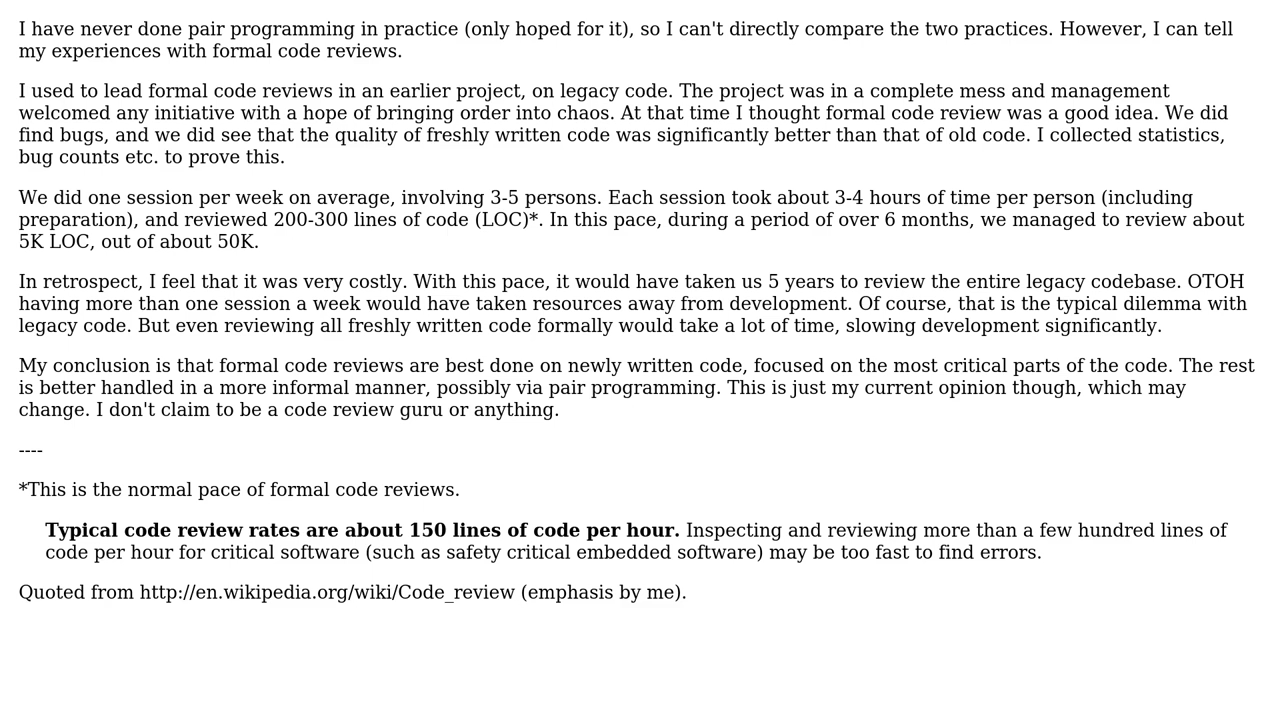 I have never done pair programming in practice (only hoped for it), so I can't directly compare the two practices. However, I can tell
my experiences with formal code reviews.
I used to lead formal code reviews in an earlier project, on legacy code. The project was in a complete mess and management
welcomed any initiative with a hope of bringing order into chaos. At that time I thought formal code review was a good idea. We did
find bugs, and we did see that the quality of freshly written code was significantly better than that of old code. I collected statistics,
bug counts etc. to prove this.
We did one session per week on average, involving 3-5 persons. Each session took about 3-4 hours of time per person (including
preparation), and reviewed 200-300 lines of code (LOC)*. In this pace, during a period of over 6 months, we managed to review about
5K LOC, out of about 50K.
In retrospect, I feel that it was very costly. With this pace, it would have taken us 5 years to review the entire legacy codebase. OTOH
having more than one session a week would have taken resources away from development. Of course, that is the typical dilemma with
legacy code. But even reviewing all freshly written code formally would take a lot of time, slowing development significantly.
My conclusion is that formal code reviews are best done on newly written code, focused on the most critical parts of the code. The rest
is better handled in a more informal manner, possibly via pair programming. This is just my current opinion though, which may
change. I don't claim to be a code review guru or anything.
----
*This is the normal pace of formal code reviews.
Typical code review rates are about 150 lines of code per hour. Inspecting and reviewing more than a few hundred lines of
code per hour for critical software (such as safety critical embedded software) may be too fast to find errors.
Quoted from http://en.wikipedia.org/wiki/Code_review (emphasis by me).